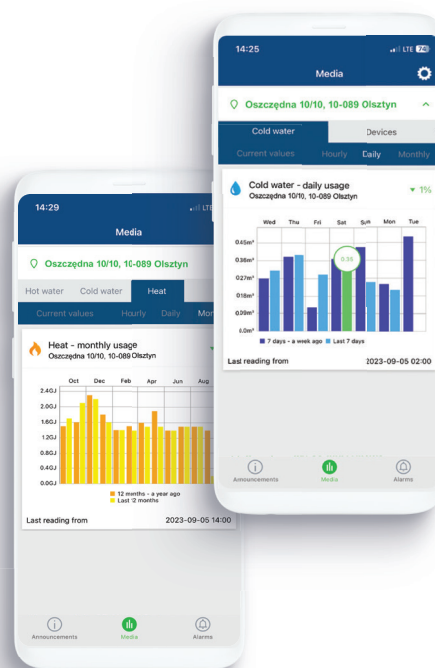 14:25
LTE 74
Media
Oszczędna 10/10, 10-089 Olsztyn
Cold water Devices
Current values Hourly Daily Monthly
Cold water - daily usage
Oszczędna 10/10, 10-089 Olsztyn
1%
Wed Thu Fri Sat Sun Mon Tue
0.45m³
0.36m³
0.27m³
0.18m³
0.09m³
0.0m³
0.35
7 days - a week ago Last 7 days
Last reading from 2023-09-05 02:00
Announcements Media Alarms
14:29
LTE
Media
Oszczędna 10/10, 10-089 Olsztyn
Hot water Cold water Heat
Current values Hourly Daily Mon
Heat - monthly usage
Oszczędna 10/10, 10-089 Olsztyn
Oct Dec Feb Apr Jun Aug
2.4GJ
2.0GJ
1.6GJ
1.2GJ
0.8GJ
0.4GJ
0.0GJ
12 months - a year ago
Last 12 months
Last reading from 2023-09-05 14:00
Announcements Media Alarms